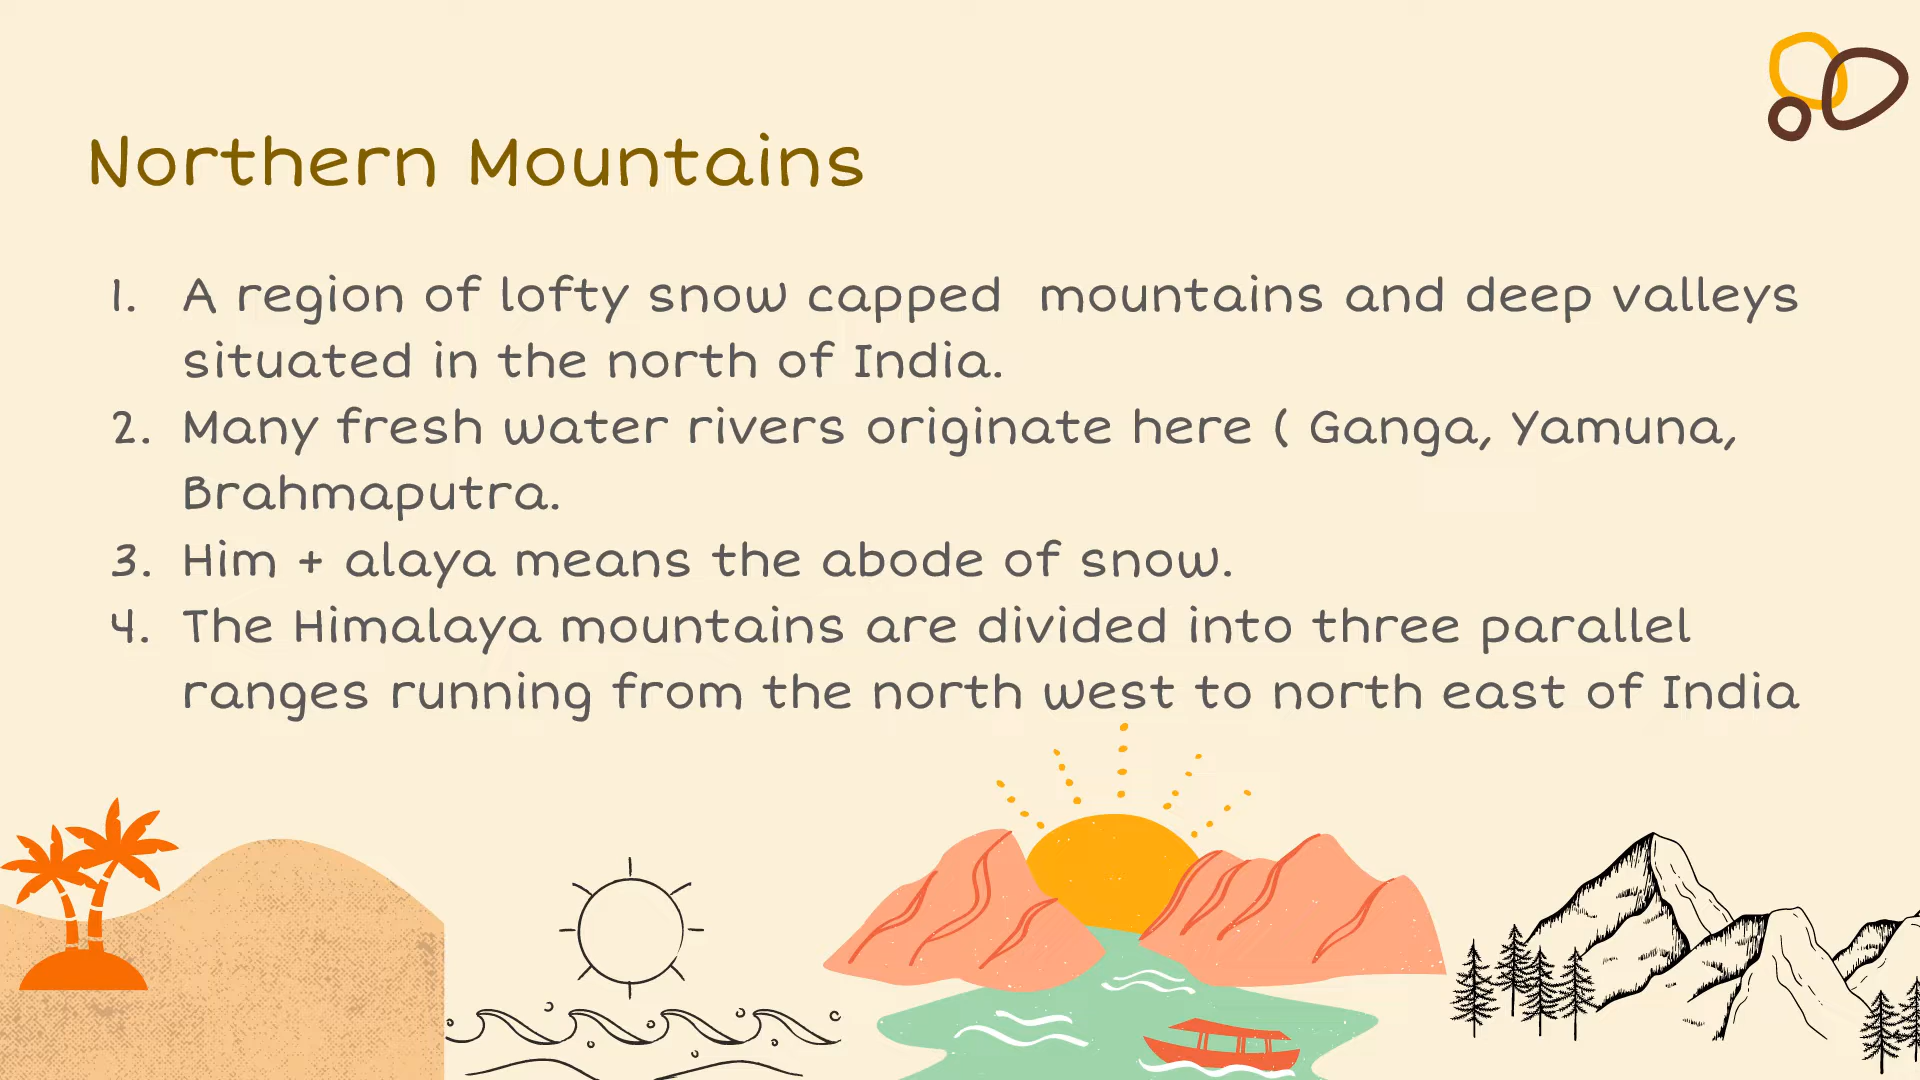 Northern Mountains
1. A region of lofty snow capped  mountains and deep valleys
situated in the north of India.
2. Many fresh water rivers originate here ( Ganga, Yamuna,
Brahmaputra.
3. Him + alaya means the abode of snow.
4. The Himalaya mountains are divided into three parallel
ranges running from the north west to north east of India